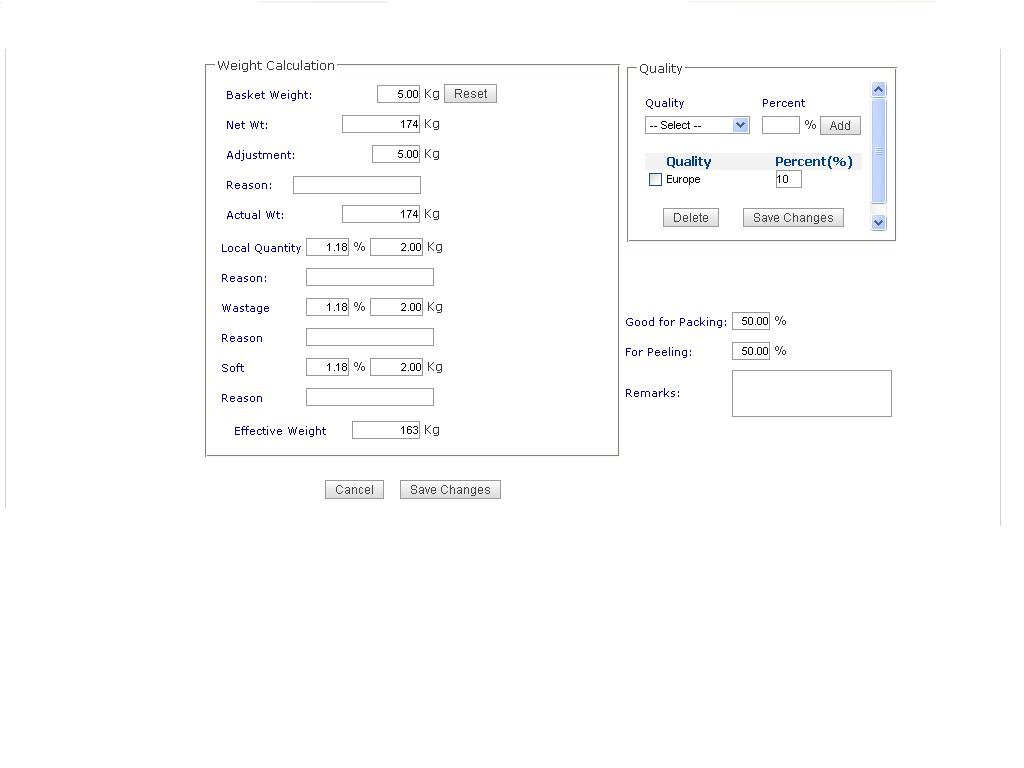 Weight Calculation
Basket Weight: 5.00 Kg Reset
Net Wt: 174 Kg
Adjustment: 5.00 Kg
Reason:
Actual Wt: 174 Kg
Local Quantity 1.18 % 2.00 Kg
Reason:
Wastage 1.18 % 2.00 Kg
Reason
Soft 1.18 % 2.00 Kg
Reason
Effective Weight 163 Kg
Cancel Save Changes
Quality
Quality Percent
-- Select -- % Add
Quality Percent(%)
Europe 10
Delete Save Changes
Good for Packing: 50.00 %
For Peeling: 50.00 %
Remarks: